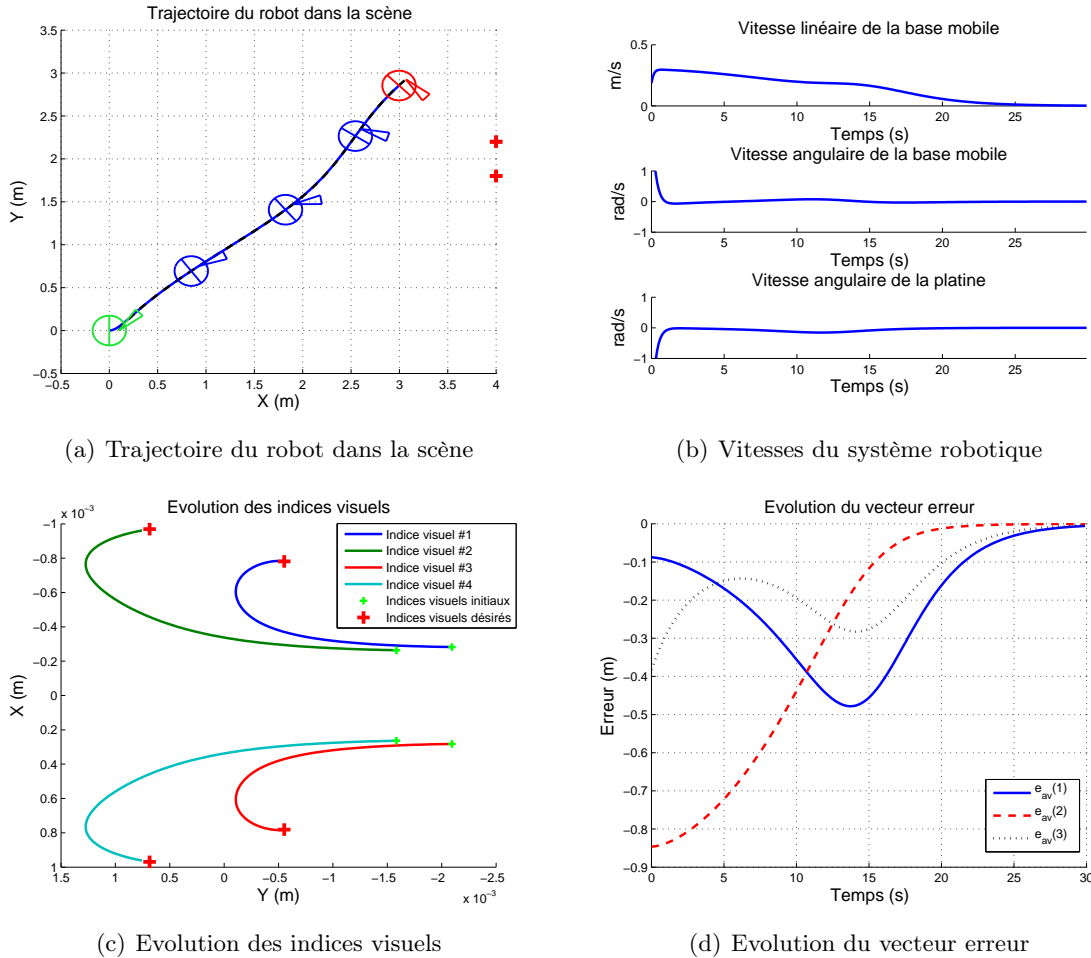 Trajectoire du robot dans la scène
3.5
3
2.5
2
1.5
1
0.5
0
−0.5
−0.5 0 0.5 1 1.5 2 2.5 3 3.5 4
X (m)
Y (m)
(a) Trajectoire du robot dans la scène
Vitesse linéaire de la base mobile
0.5
0
m/s
0 5 10 15 20 25
Temps (s)
Vitesse angulaire de la base mobile
1
0
−1
rad/s
0 5 10 15 20 25
Temps (s)
Vitesse angulaire de la platine
1
0
−1
rad/s
0 5 10 15 20 25
Temps (s)
(b) Vitesses du système robotique
Evolution des indices visuels
x 10⁻³
−1
−0.8
−0.6
−0.4
−0.2
0
0.2
0.4
0.6
0.8
1
X (m)
Indice visuel #1
Indice visuel #2
Indice visuel #3
Indice visuel #4
Indices visuels initiaux
Indices visuels désirés
1.5 1 0.5 0 −0.5 −1 −1.5 −2 −2.5
Y (m)
x 10⁻³
(c) Evolution des indices visuels
Evolution du vecteur erreur
0
−0.1
−0.2
−0.3
−0.4
−0.5
−0.6
−0.7
−0.8
−0.9
Erreur (m)
e_av(1)
e_av(2)
e_av(3)
0 5 10 15 20 25 30
Temps (s)
(d) Evolution du vecteur erreur